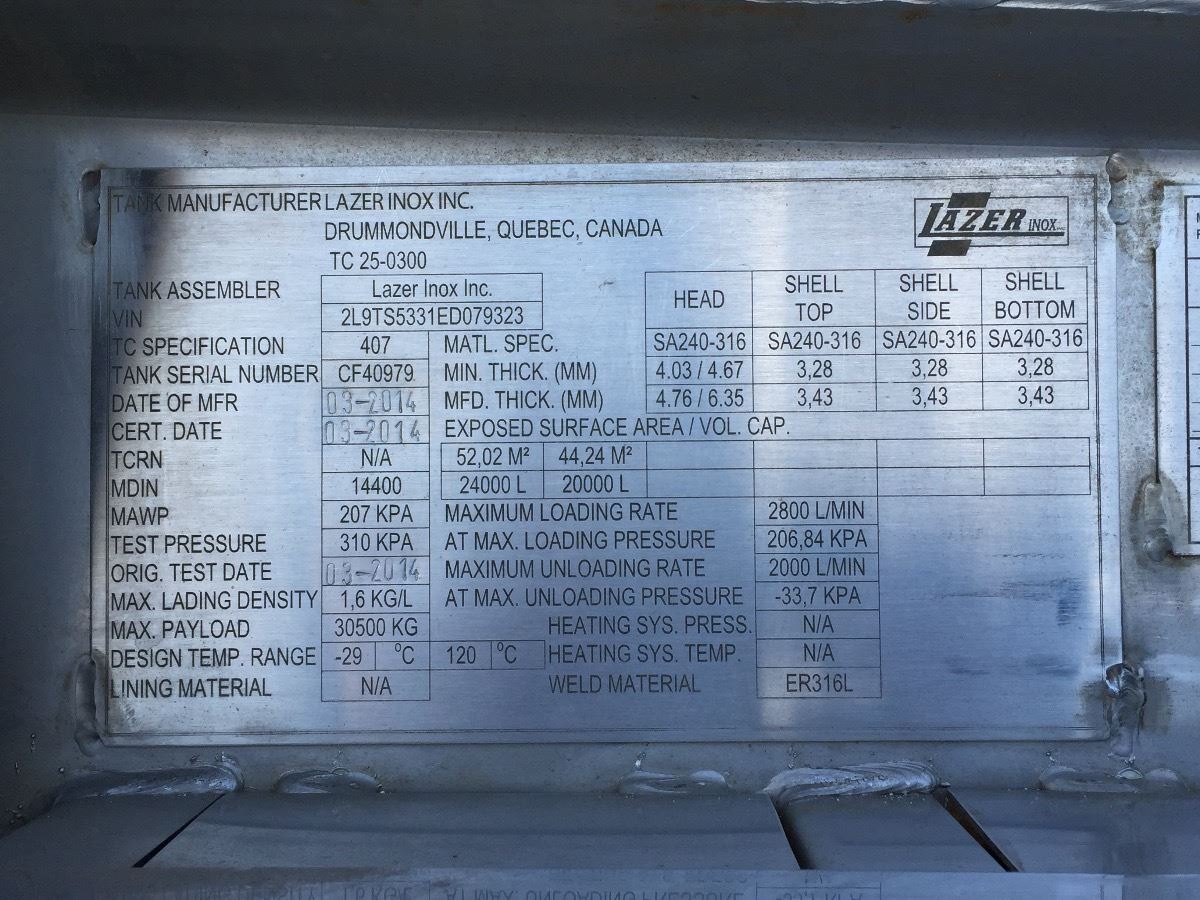 TANK MANUFACTURER LAZER INOX INC.
DRUMMONDVILLE, QUEBEC, CANADA
LAZER INOX INC.
TC 25-0300
TANK ASSEMBLER Lazer Inox Inc.
HEAD SHELL TOP SHELL SIDE SHELL BOTTOM
VIN 2L9TS5331ED079323
TC SPECIFICATION 407 MATL. SPEC. SA240-316 SA240-316 SA240-316 SA240-316
TANK SERIAL NUMBER CF40979 MIN. THICK. (MM) 4.03 / 4.67 3,28 3,28 3,28
DATE OF MFR 03-2014 MFD. THICK. (MM) 4.76 / 6.35 3,43 3,43 3,43
CERT. DATE 03-2014 EXPOSED SURFACE AREA / VOL. CAP.
TCRN N/A 52,02 M² 44,24 M²
MDIN 14400 24000 L 20000 L
MAWP 207 KPA MAXIMUM LOADING RATE 2800 L/MIN
TEST PRESSURE 310 KPA AT MAX. LOADING PRESSURE 206,84 KPA
ORIG. TEST DATE 03-2014 MAXIMUM UNLOADING RATE 2000 L/MIN
MAX. LADING DENSITY 1,6 KG/L AT MAX. UNLOADING PRESSURE -33,7 KPA
MAX. PAYLOAD 30500 KG HEATING SYS. PRESS. N/A
DESIGN TEMP. RANGE -29 °C 120 °C HEATING SYS. TEMP. N/A
LINING MATERIAL N/A WELD MATERIAL ER316L